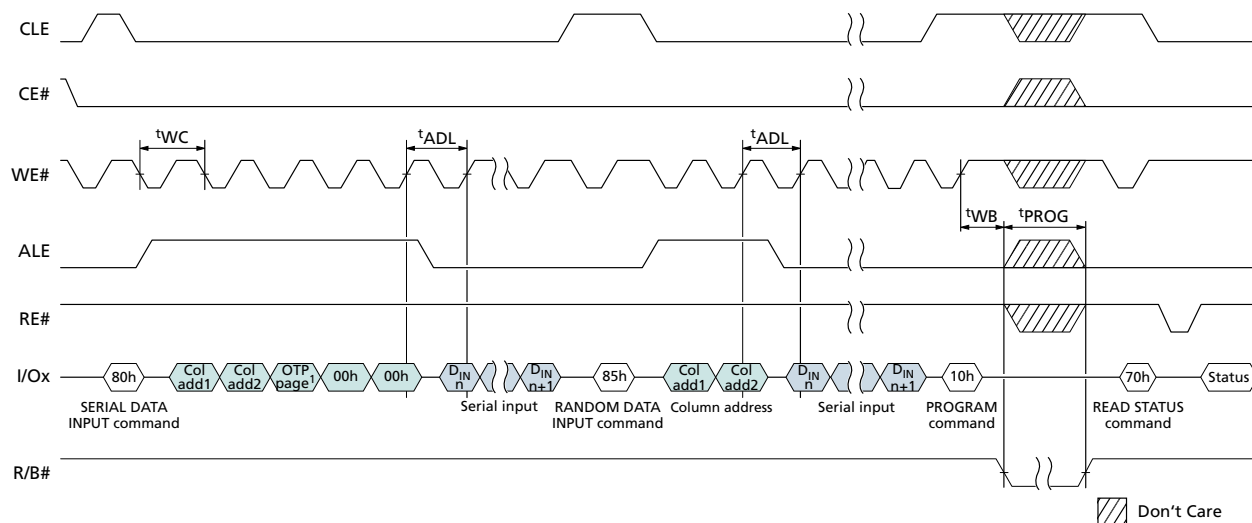 CLE
CE#
tWC
tADL
tADL
WE#
tWB
tPROG
ALE
RE#
I/Ox
80h
Col add1
Col add2
OTP page1
00h
00h
DIN n
DIN n+1
85h
Col add1
Col add2
DIN n
DIN n+1
10h
70h
Status
SERIAL DATA
INPUT command
Serial input
RANDOM DATA
INPUT command
Column address
Serial input
PROGRAM
command
READ STATUS
command
R/B#
Don't Care